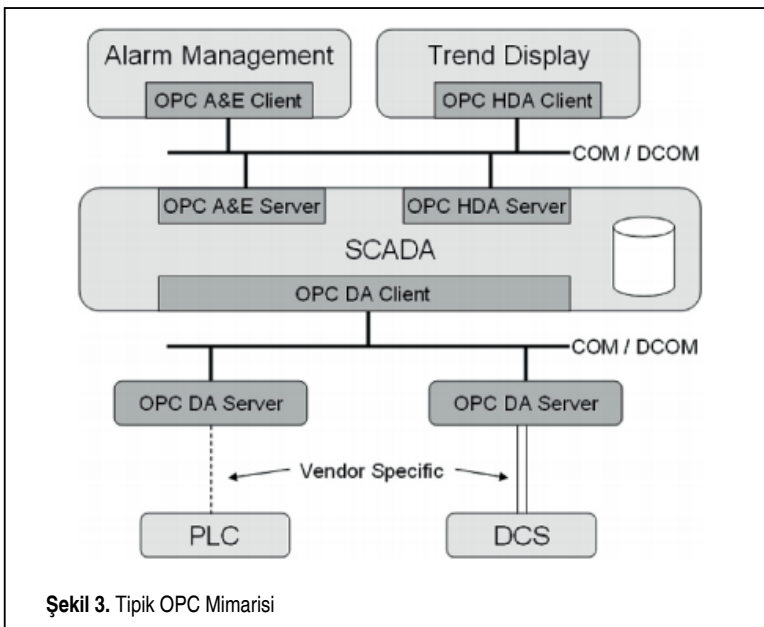 Alarm Management
Trend Display
OPC A&E Client
OPC HDA Client
COM / DCOM
OPC A&E Server
OPC HDA Server
SCADA
OPC DA Client
COM / DCOM
OPC DA Server
OPC DA Server
Vendor Specific
PLC
DCS
Şekil 3. Tipik OPC Mimarisi